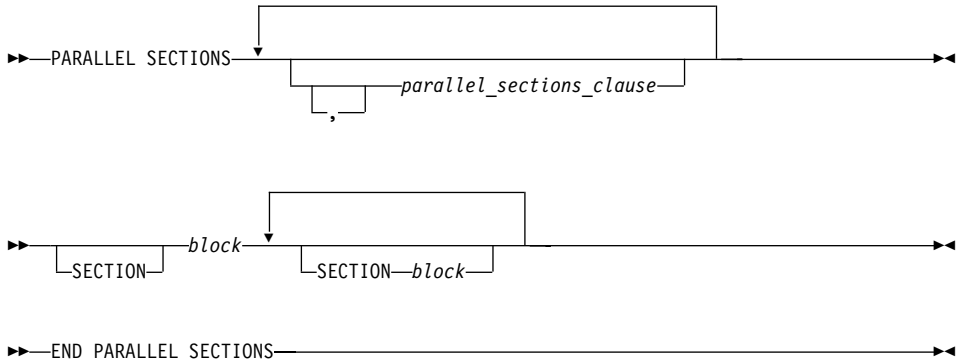 PARALLEL SECTIONS
parallel_sections_clause
,
block
SECTION
SECTION block
END PARALLEL SECTIONS